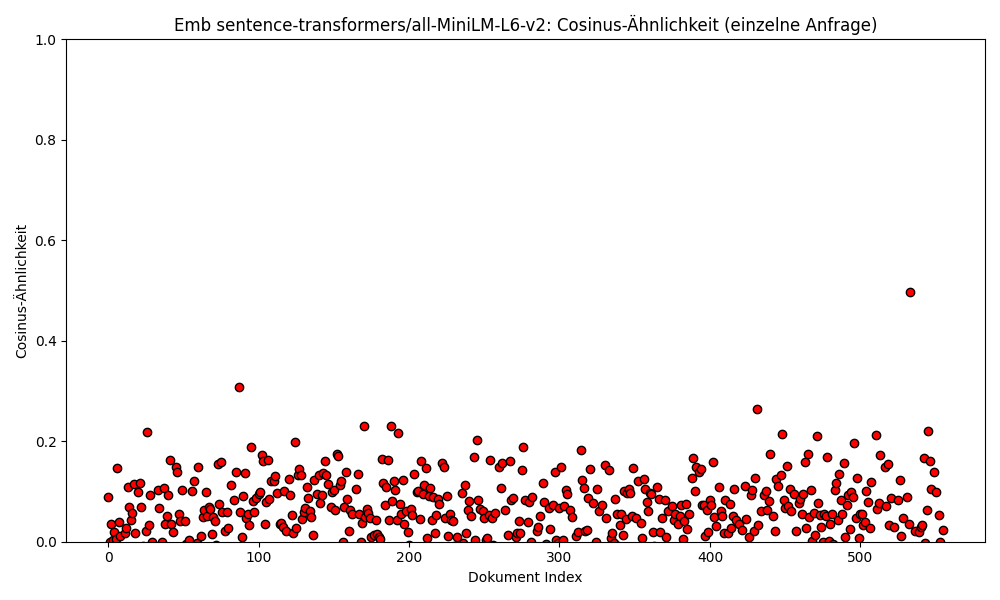 Emb sentence-transformers/all-MiniLM-L6-v2: Cosinus-Ähnlichkeit (einzelne Anfrage)
1.0
0.8
0.6
0.4
0.2
0.0
Cosinus-Ähnlichkeit
0 100 200 300 400 500
Dokument Index